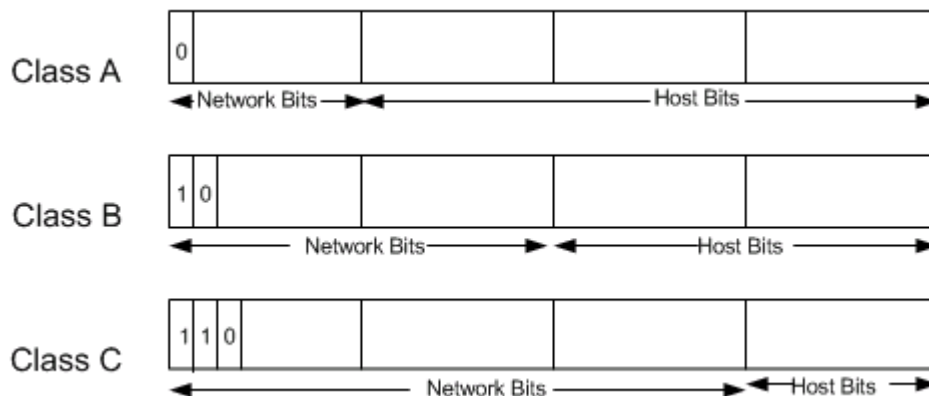 0
Class A
Network Bits
Host Bits
1 0
Class B
Network Bits
Host Bits
1 1 0
Class C
Network Bits
Host Bits